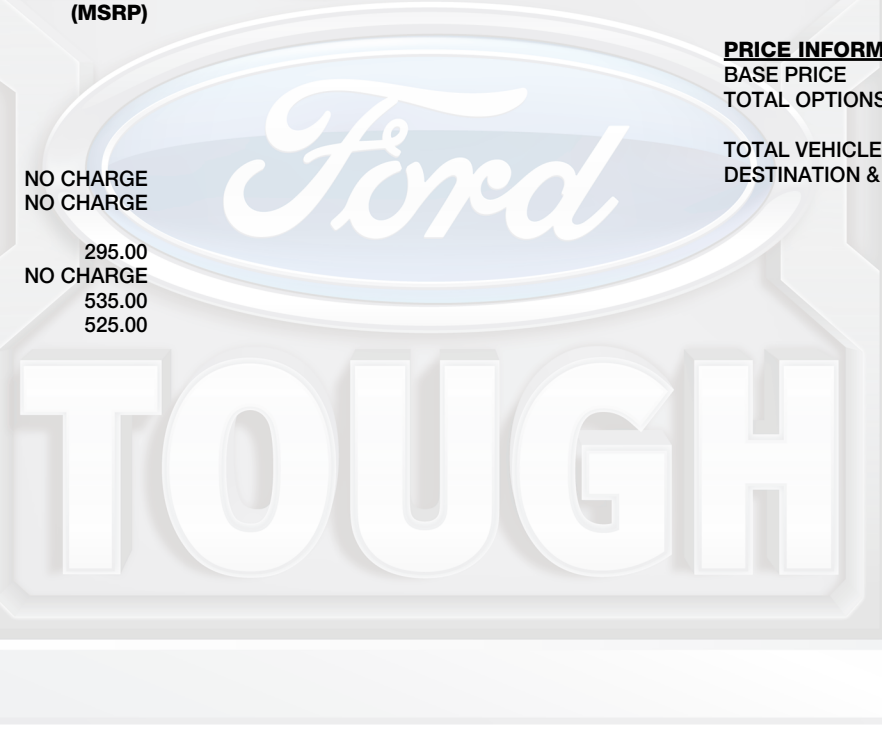 (MSRP)
NO CHARGE
NO CHARGE
295.00
NO CHARGE
535.00
525.00
PRICE INFORM
BASE PRICE
TOTAL OPTIONS
TOTAL VEHICLE
DESTINATION &
Ford
TOUGH